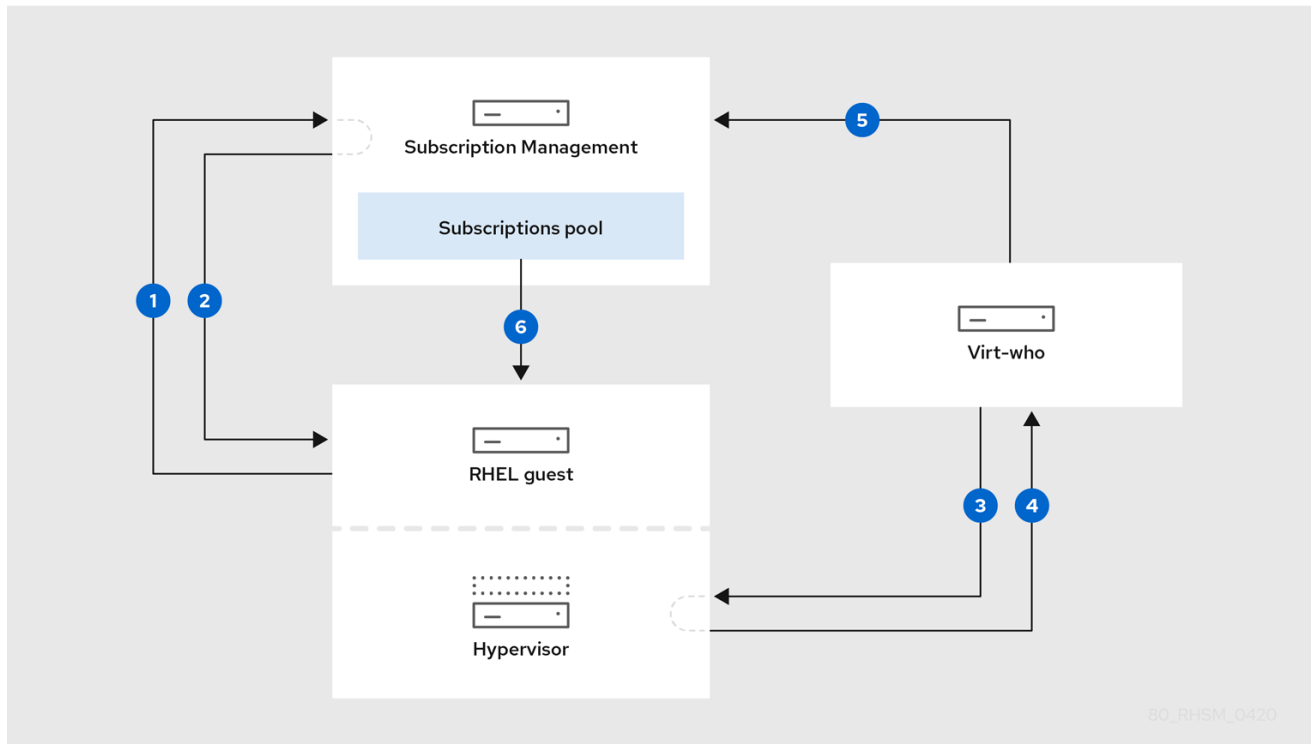 Subscription Management
5
Subscriptions pool
1
2
6
Virt-who
RHEL guest
3
4
Hypervisor
80_RHSM_0420